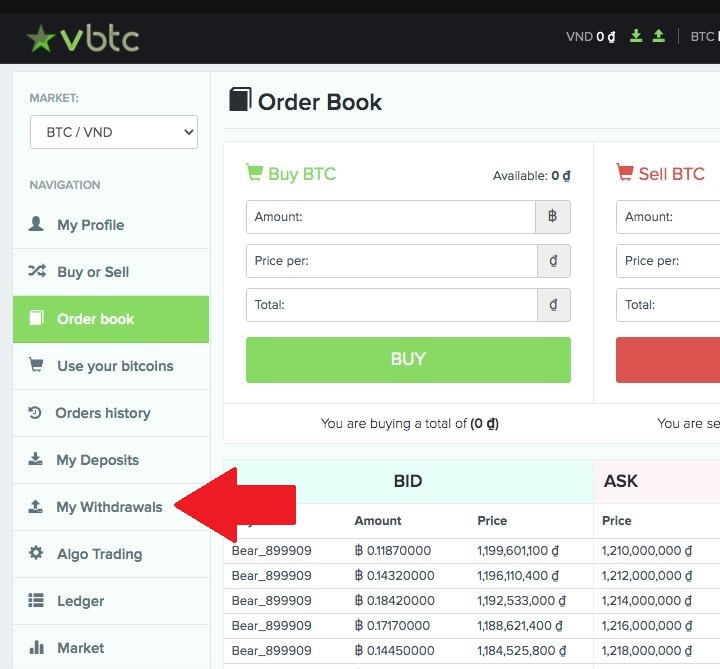 vbtc
VND 0 ₫
BTC
MARKET:
BTC / VND
NAVIGATION
My Profile
Buy or Sell
Order book
Use your bitcoins
Orders history
My Deposits
My Withdrawals
Algo Trading
Ledger
Market
Order Book
Buy BTC
Available: 0 ₫
Amount: ฿
Price per: ₫
Total: ₫
BUY
You are buying a total of (0 ₫)
Sell BTC
Amount:
Price per:
Total:
You are se
BID
ASK
Amount Price Price
Bear_899909 ฿ 0.11870000 1,199,601,100 ₫ 1,210,000,000 ₫
Bear_899909 ฿ 0.14320000 1,196,110,400 ₫ 1,212,000,000 ₫
Bear_899909 ฿ 0.18420000 1,192,533,000 ₫ 1,214,000,000 ₫
Bear_899909 ฿ 0.17170000 1,188,621,400 ₫ 1,216,000,000 ₫
Bear_899909 ฿ 0.14450000 1,184,525,800 ₫ 1,218,000,000 ₫